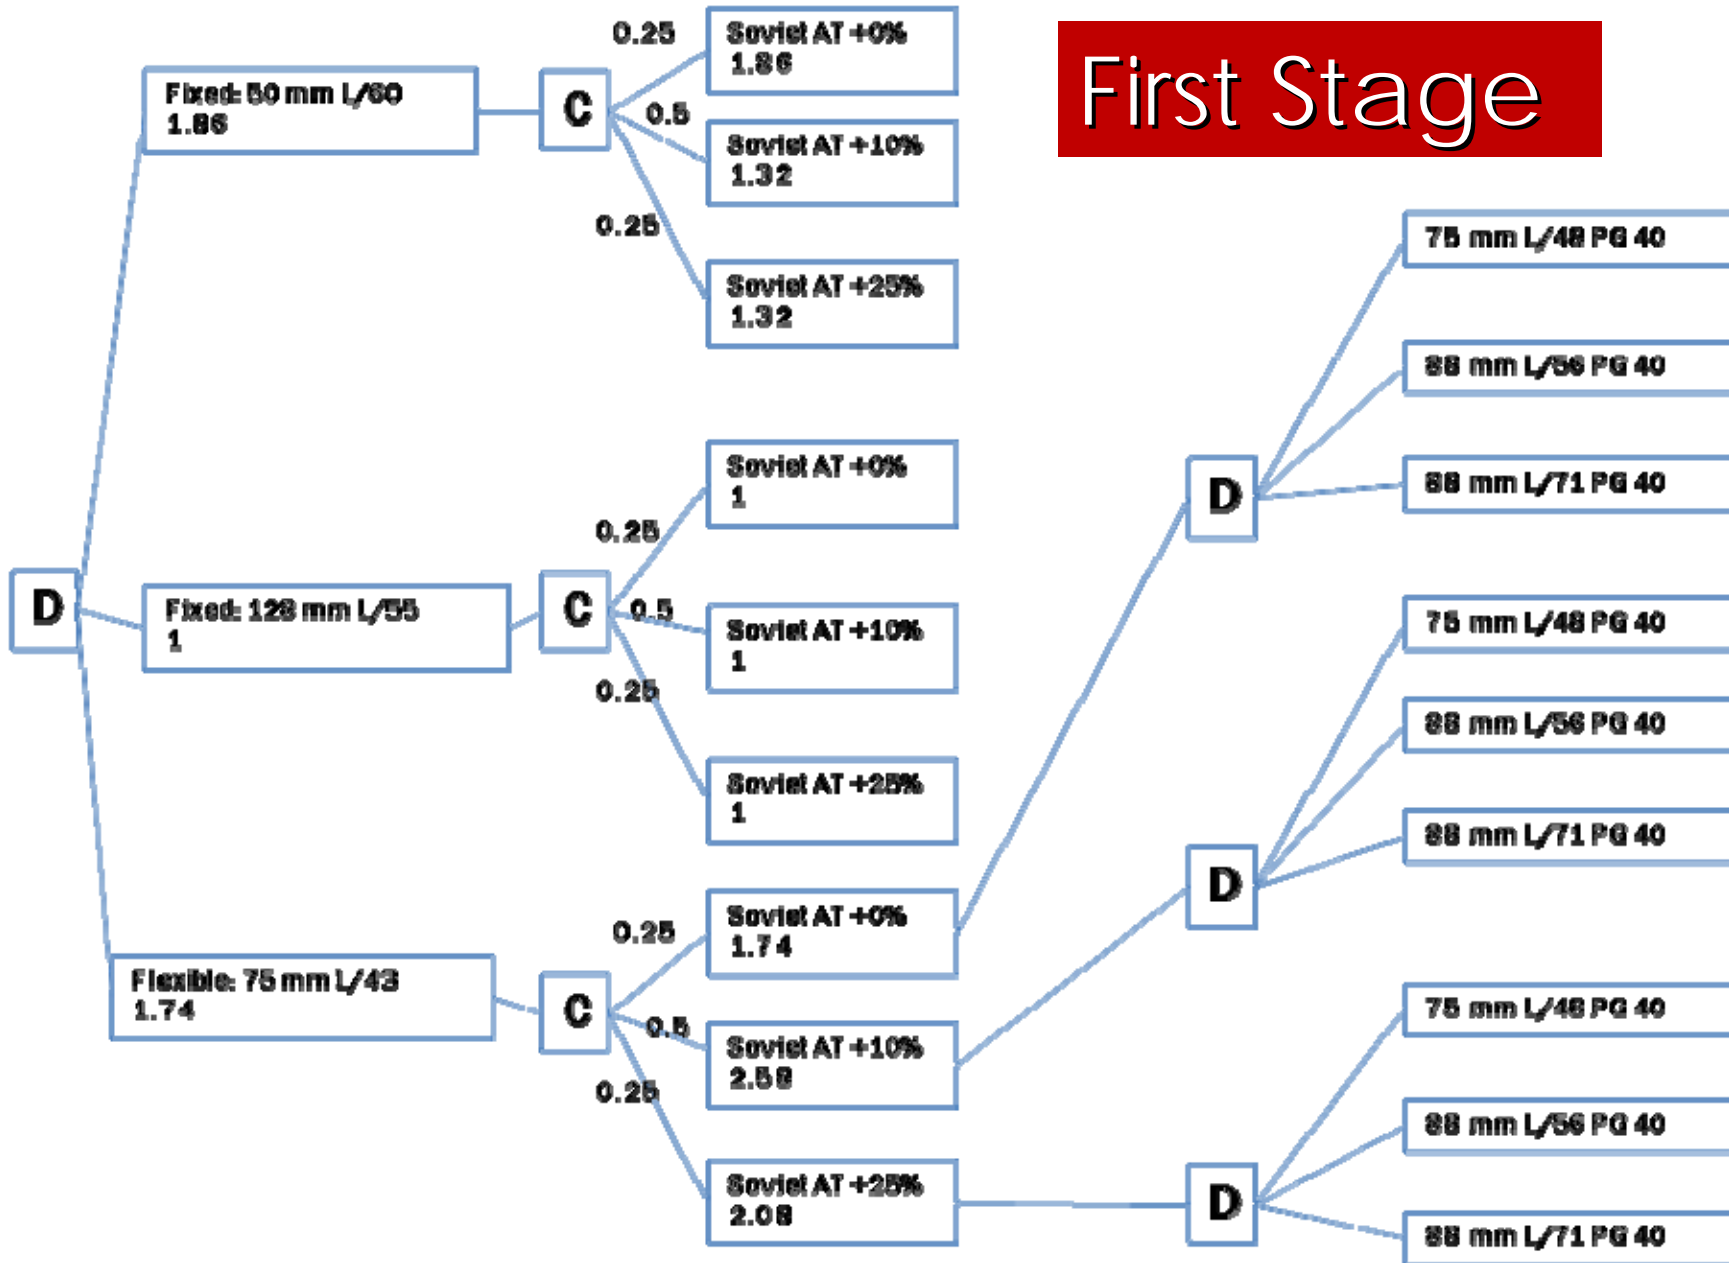 First Stage
Fixed: 50 mm L/60
1.86
C
0.25
0.5
0.25
Soviet AT +0%
1.86
Soviet AT +10%
1.32
Soviet AT +25%
1.32
D
Fixed: 128 mm L/55
1
C
0.25
0.5
0.25
Soviet AT +0%
1
Soviet AT +10%
1
Soviet AT +25%
1
Flexible: 75 mm L/43
1.74
C
0.25
0.5
0.25
Soviet AT +0%
1.74
Soviet AT +10%
2.58
Soviet AT +25%
2.08
D
75 mm L/48 PG 40
88 mm L/56 PG 40
88 mm L/71 PG 40
D
75 mm L/48 PG 40
88 mm L/56 PG 40
88 mm L/71 PG 40
D
75 mm L/48 PG 40
88 mm L/56 PG 40
88 mm L/71 PG 40